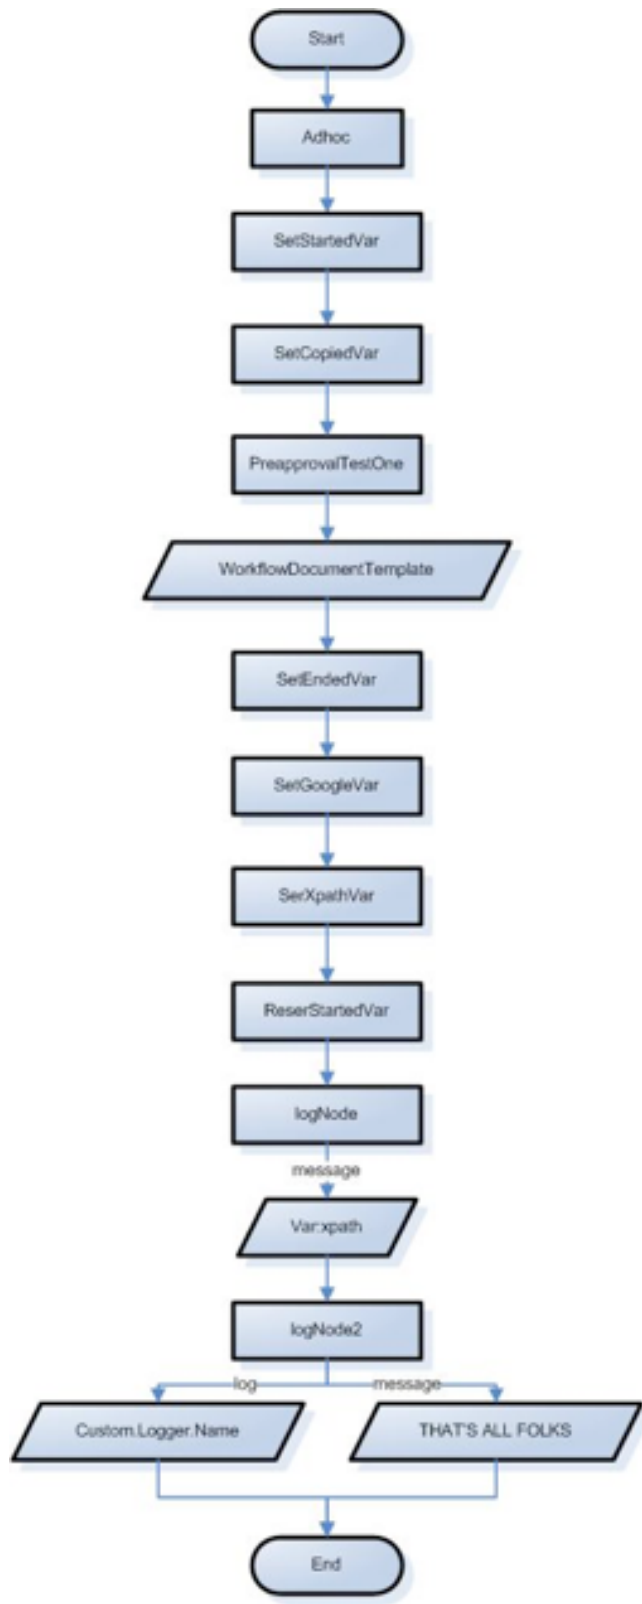 Start
Adhoc
SetStartedVar
SetCopiedVar
PreapprovalTestOne
WorkflowDocumentTemplate
SetEndedVar
SetGoogleVar
SerXpathVar
ReserStartedVar
logNode
message
Var:xpath
logNode2
log message
Custom.Logger.Name THAT'S ALL FOLKS
End